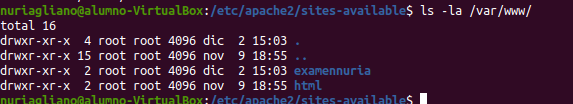 nuriagliano@alumno-VirtualBox:/etc/apache2/sites-available$ ls -la /var/www/
total 16
drwxr-xr-x  4 root root 4096 dic  2 15:03 .
drwxr-xr-x 15 root root 4096 nov  9 18:55 ..
drwxr-xr-x  2 root root 4096 dic  2 15:03 examennuria
drwxr-xr-x  2 root root 4096 nov  9 18:55 html
nuriagliano@alumno-VirtualBox:/etc/apache2/sites-available$